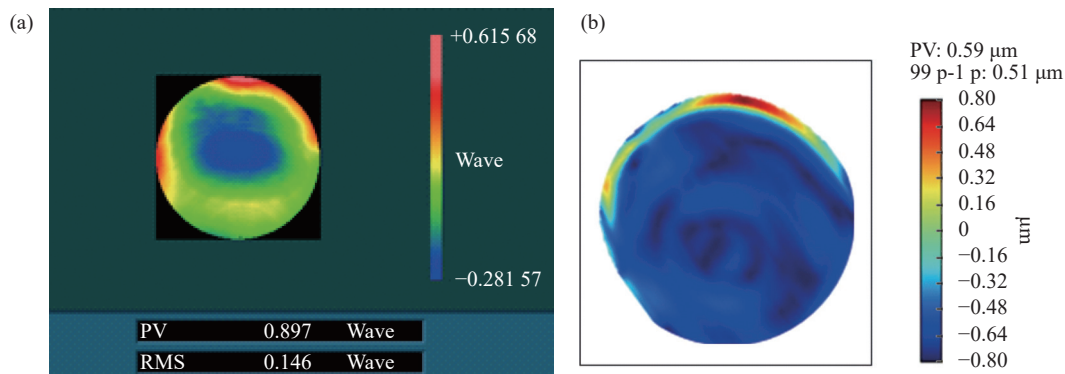 (a)
+0.615 68
Wave
−0.281 57
PV 0.897 Wave
RMS 0.146 Wave
(b)
PV: 0.59 μm
99 p-1 p: 0.51 μm
0.80
0.64
0.48
0.32
0.16
0
−0.16
−0.32
−0.48
−0.64
−0.80
μm